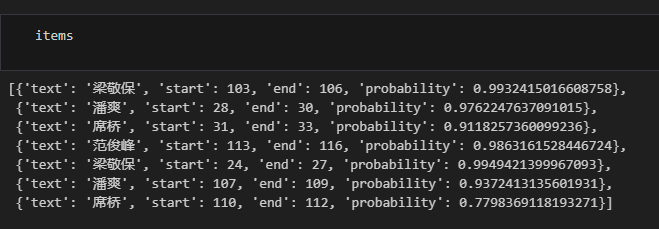 items
[{'text': '梁敬保', 'start': 103, 'end': 106, 'probability': 0.9932415016608758},
 {'text': '潘爽', 'start': 28, 'end': 30, 'probability': 0.9762247637091015},
 {'text': '席桥', 'start': 31, 'end': 33, 'probability': 0.9118257360099236},
 {'text': '范俊峰', 'start': 113, 'end': 116, 'probability': 0.9863161528446724},
 {'text': '梁敬保', 'start': 24, 'end': 27, 'probability': 0.9949421399967093},
 {'text': '潘爽', 'start': 107, 'end': 109, 'probability': 0.9372413135601931},
 {'text': '席桥', 'start': 110, 'end': 112, 'probability': 0.7798369118193271}]